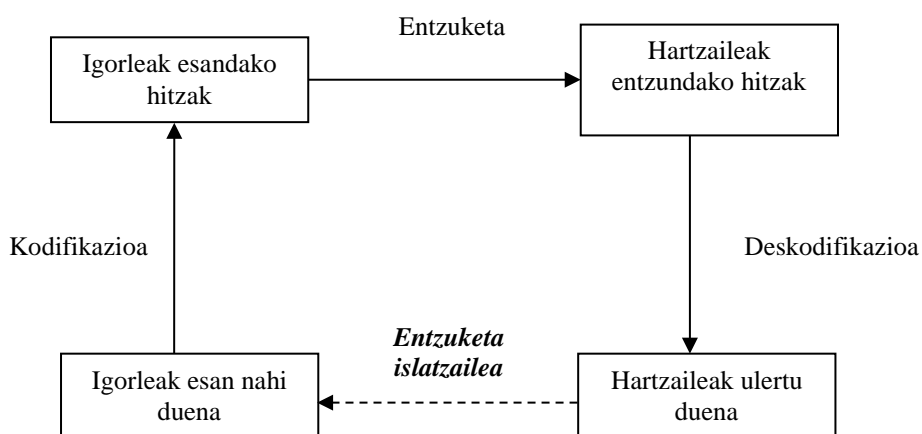 Entzuketa
Igorleak esandako
hitzak
Hartzaileak
entzundako hitzak
Kodifikazioa
Deskodifikazioa
Entzuketa
islatzailea
Igorleak esan nahi
duena
Hartzaileak ulertu
duena